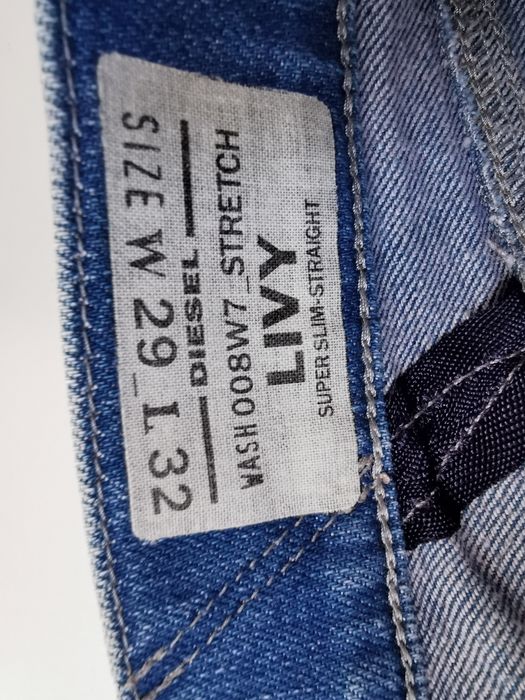 SIZE W 29_L 32
DIESEL
WASH 008W7_STRETCH
LIVY
SUPER SLIM-STRAIGHT